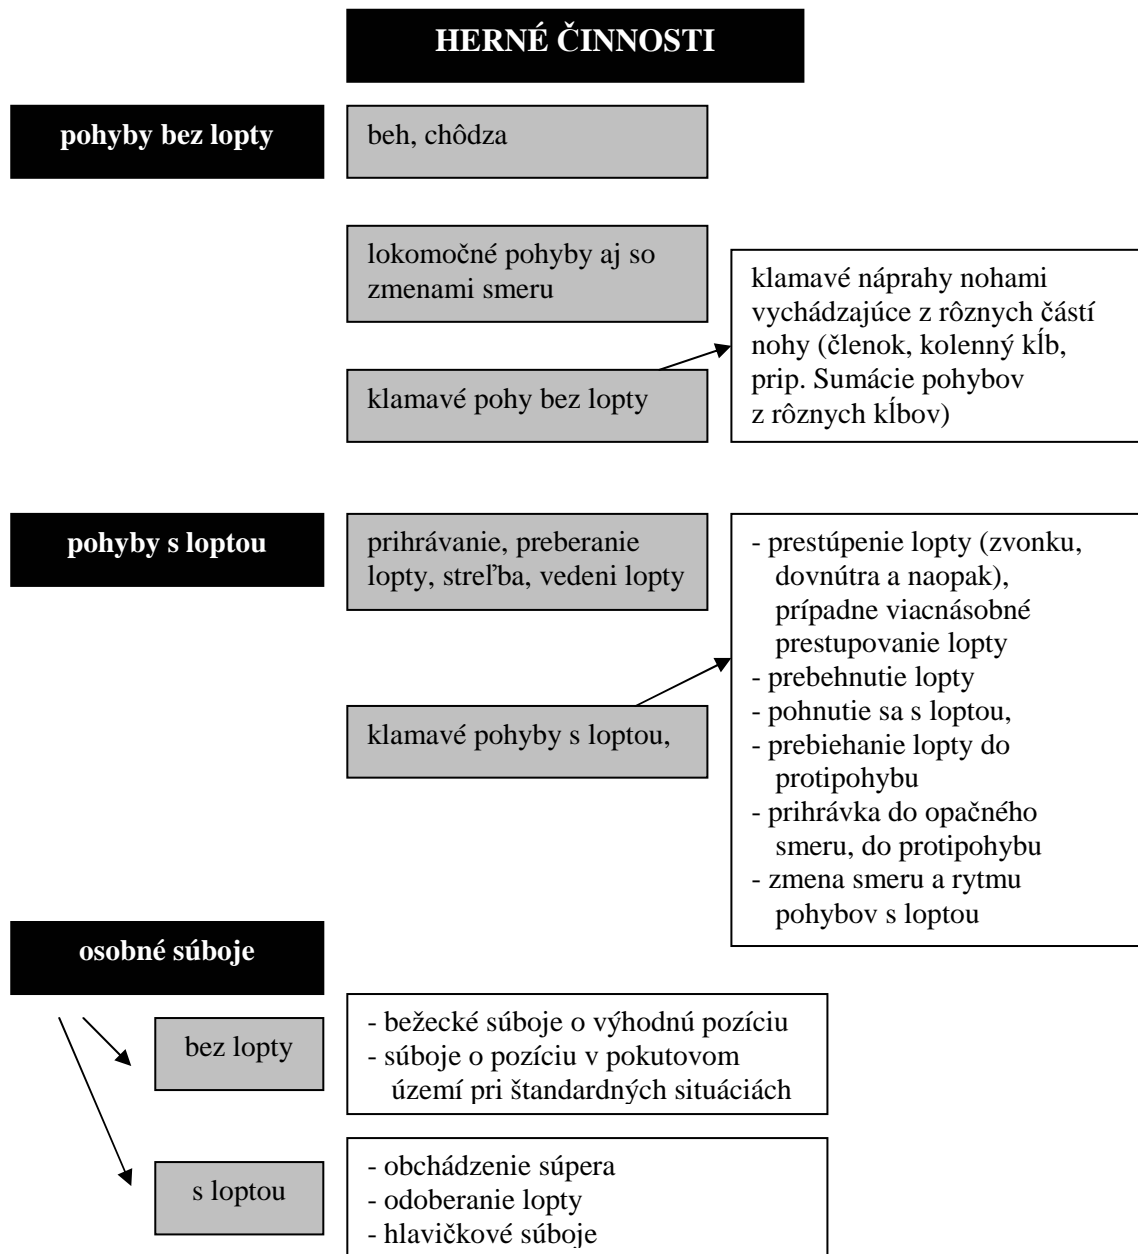 HERNÉ ČINNOSTI
pohyby bez lopty
beh, chôdza
lokomočné pohyby aj so
zmenami smeru
klamavé pohy bez lopty
klamavé náprahy nohami
vychádzajúce z rôznych částí
nohy (členok, kolenný kĺb,
prip. Sumácie pohybov
z rôznych kĺbov)
pohyby s loptou
prihrávanie, preberanie
lopty, streľba, vedeni lopty
klamavé pohyby s loptou,
- prestúpenie lopty (zvonku,
dovnútra a naopak),
prípadne viacnásobné
prestupovanie lopty
- prebehnutie lopty
- pohnutie sa s loptou,
- prebiehanie lopty do
protipohybu
- prihrávka do opačného
smeru, do protipohybu
- zmena smeru a rytmu
pohybov s loptou
osobné súboje
bez lopty
- bežecké súboje o výhodnú pozíciu
- súboje o pozíciu v pokutovom
území pri štandardných situáciách
s loptou
- obchádzenie súpera
- odoberanie lopty
- hlavičkové súboje